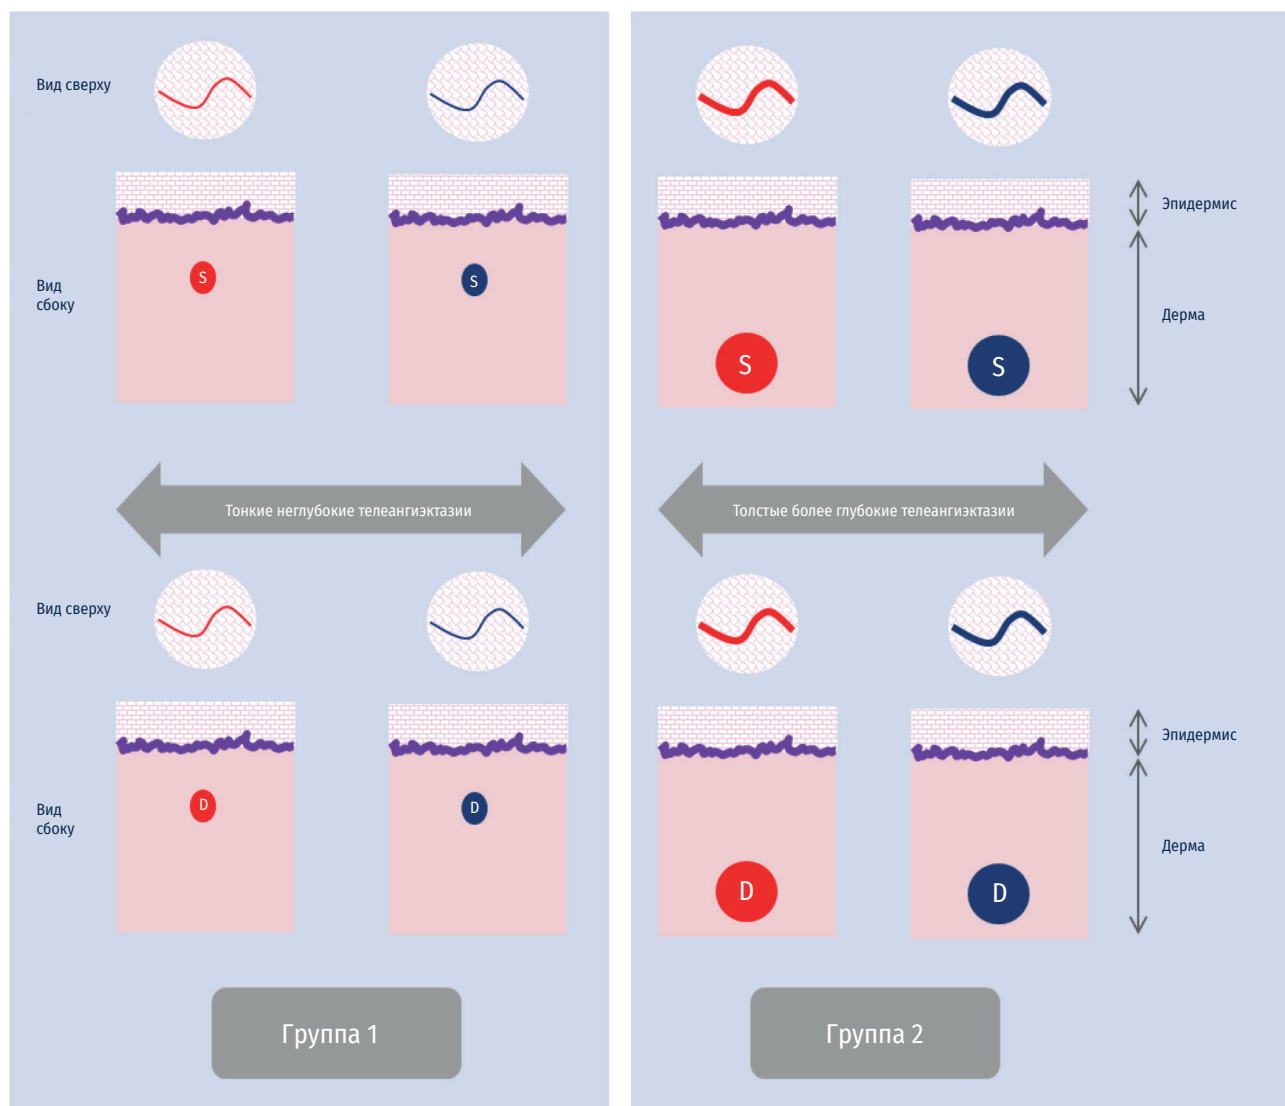 Вид сверху
Эпидермис
Вид
сбоку
S
S
S
S
Дерма
Тонкие неглубокие телеангиэктазии
Толстые более глубокие телеангиэктазии
Вид сверху
Эпидермис
Вид
сбоку
D
D
D
D
Дерма
Группа 1
Группа 2